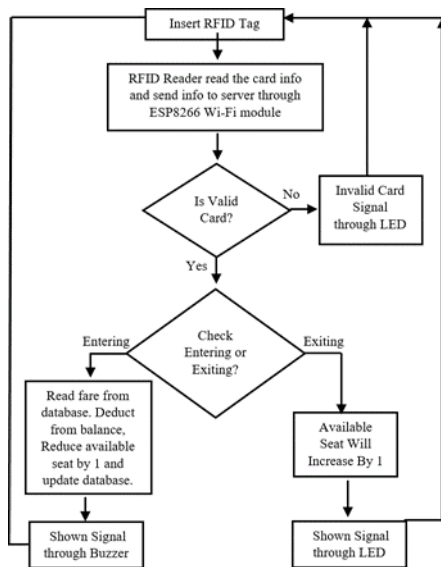 Insert RFID Tag
RFID Reader read the card info
and send info to server through
ESP8266 Wi-Fi module
Is Valid
Card?
No
Invalid Card
Signal
through LED
Yes
Check
Entering or
Exiting?
Entering
Exiting
Read fare from
database. Deduct
from balance,
Reduce available
seat by 1 and
update database.
Available
Seat Will
Increase By 1
Shown Signal
through Buzzer
Shown Signal
through LED